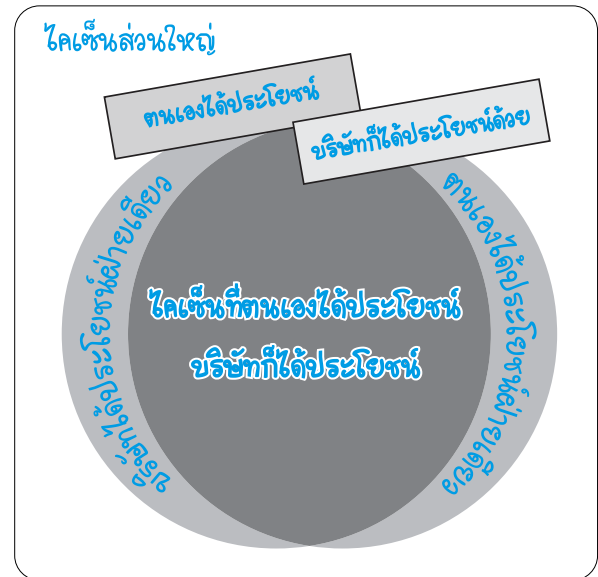 ไคเซ็นส่วนใหญ่
ตนเองได้ประโยชน์
บริษัทก็ได้ประโยชน์ด้วย
บริษัทได้ประโยชน์ฝ่ายเดียว
ตนเองได้ประโยชน์ฝ่ายเดียว
ไคเซ็นที่ตนเองได้ประโยชน์
บริษัทก็ได้ประโยชน์